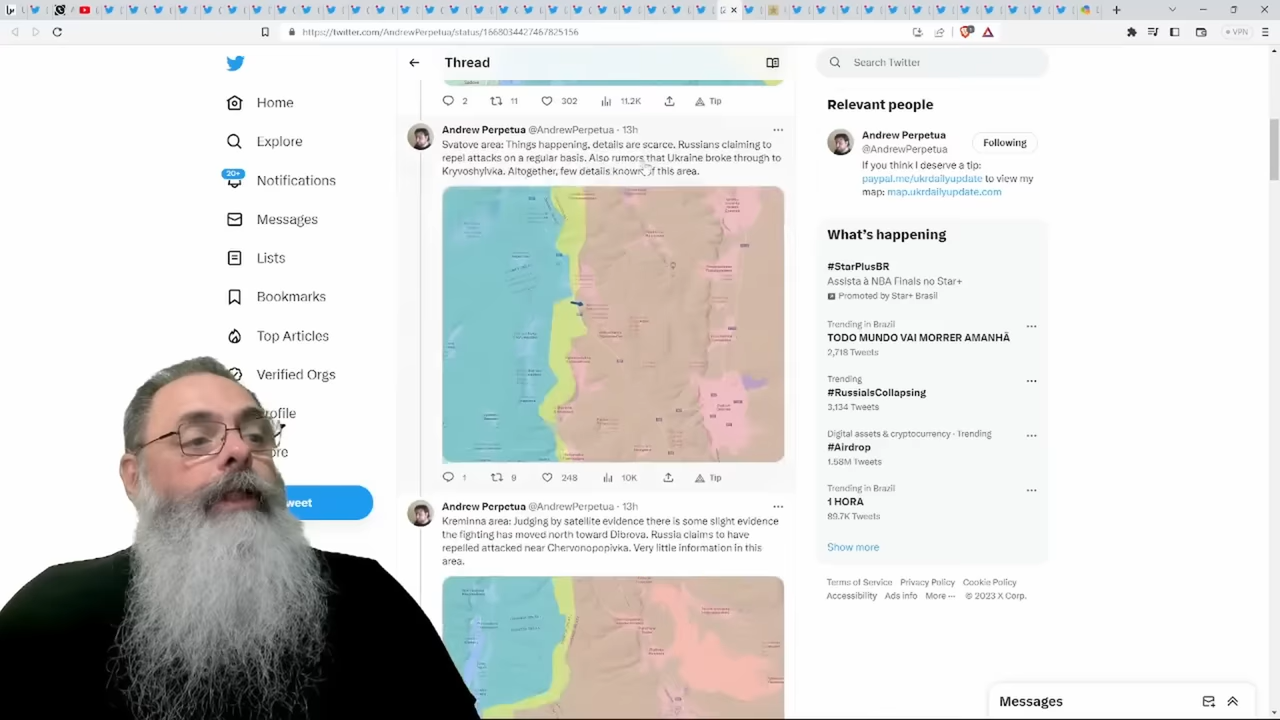 VPN
https://twitter.com/AndrewPerpetua/status/1668034427467825156
Home
Explore
20+
Notifications
Messages
Lists
Bookmarks
Top Articles
Verified Orgs
rofile
ore
weet
Thread
2 11 302 11.2K Tip
Andrew Perpetua @AndrewPerpetua · 13h
Svatove area: Things happening, details are scarce. Russians claiming to
repel attacks on a regular basis. Also rumors that Ukraine broke through to
Kryvoshylvka. Altogether, few details known of this area.
1 9 248 10K Tip
Andrew Perpetua @AndrewPerpetua · 13h
Kreminna area: Judging by satellite evidence there is some slight evidence
the fighting has moved north toward Dibrova. Russia claims to have
repelled attacked near Chervonopopivka. Very little information in this
area.
Search Twitter
Relevant people
Andrew Perpetua
@AndrewPerpetua
Following
If you think I deserve a tip:
paypal.me/ukrdailyupdate to view my
map: map.ukrdailyupdate.com
What's happening
#StarPlusBR
Assista à NBA Finals no Star+
Promoted by Star+ Brasil
Trending in Brazil
TODO MUNDO VAI MORRER AMANHÃ
2,718 Tweets
Trending
#RussiaIsCollapsing
3,134 Tweets
Digital assets & cryptocurrency · Trending
#Airdrop
1.58M Tweets
Trending in Brazil
1 HORA
89.7K Tweets
Show more
Terms of Service Privacy Policy Cookie Policy
Accessibility Ads info More ··· © 2023 X Corp.
Messages